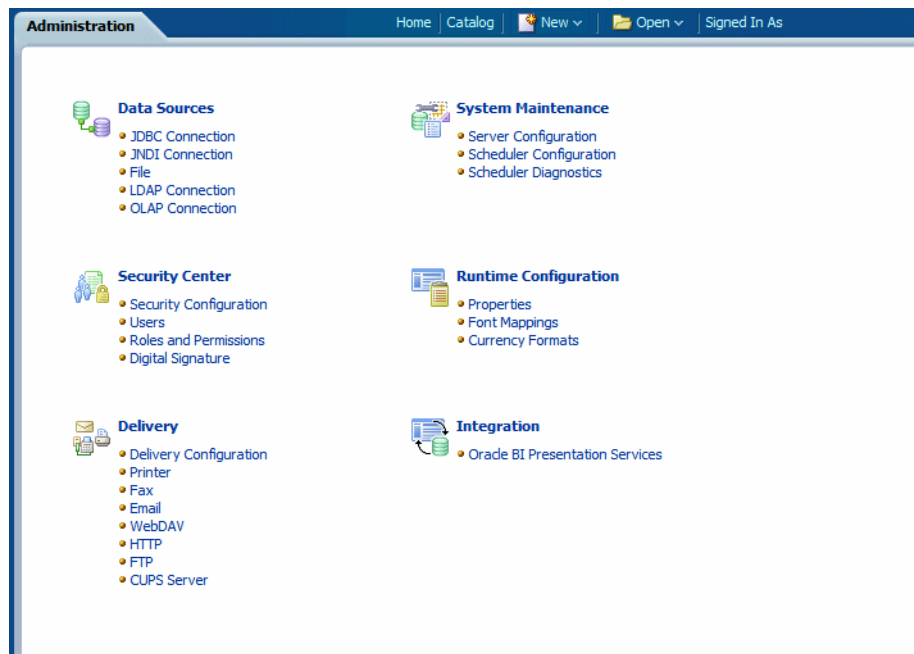 Administration
Home Catalog New Open Signed In As
Data Sources
JDBC Connection
JNDI Connection
File
LDAP Connection
OLAP Connection
System Maintenance
Server Configuration
Scheduler Configuration
Scheduler Diagnostics
Security Center
Security Configuration
Users
Roles and Permissions
Digital Signature
Runtime Configuration
Properties
Font Mappings
Currency Formats
Delivery
Delivery Configuration
Printer
Fax
Email
WebDAV
HTTP
FTP
CUPS Server
Integration
Oracle BI Presentation Services